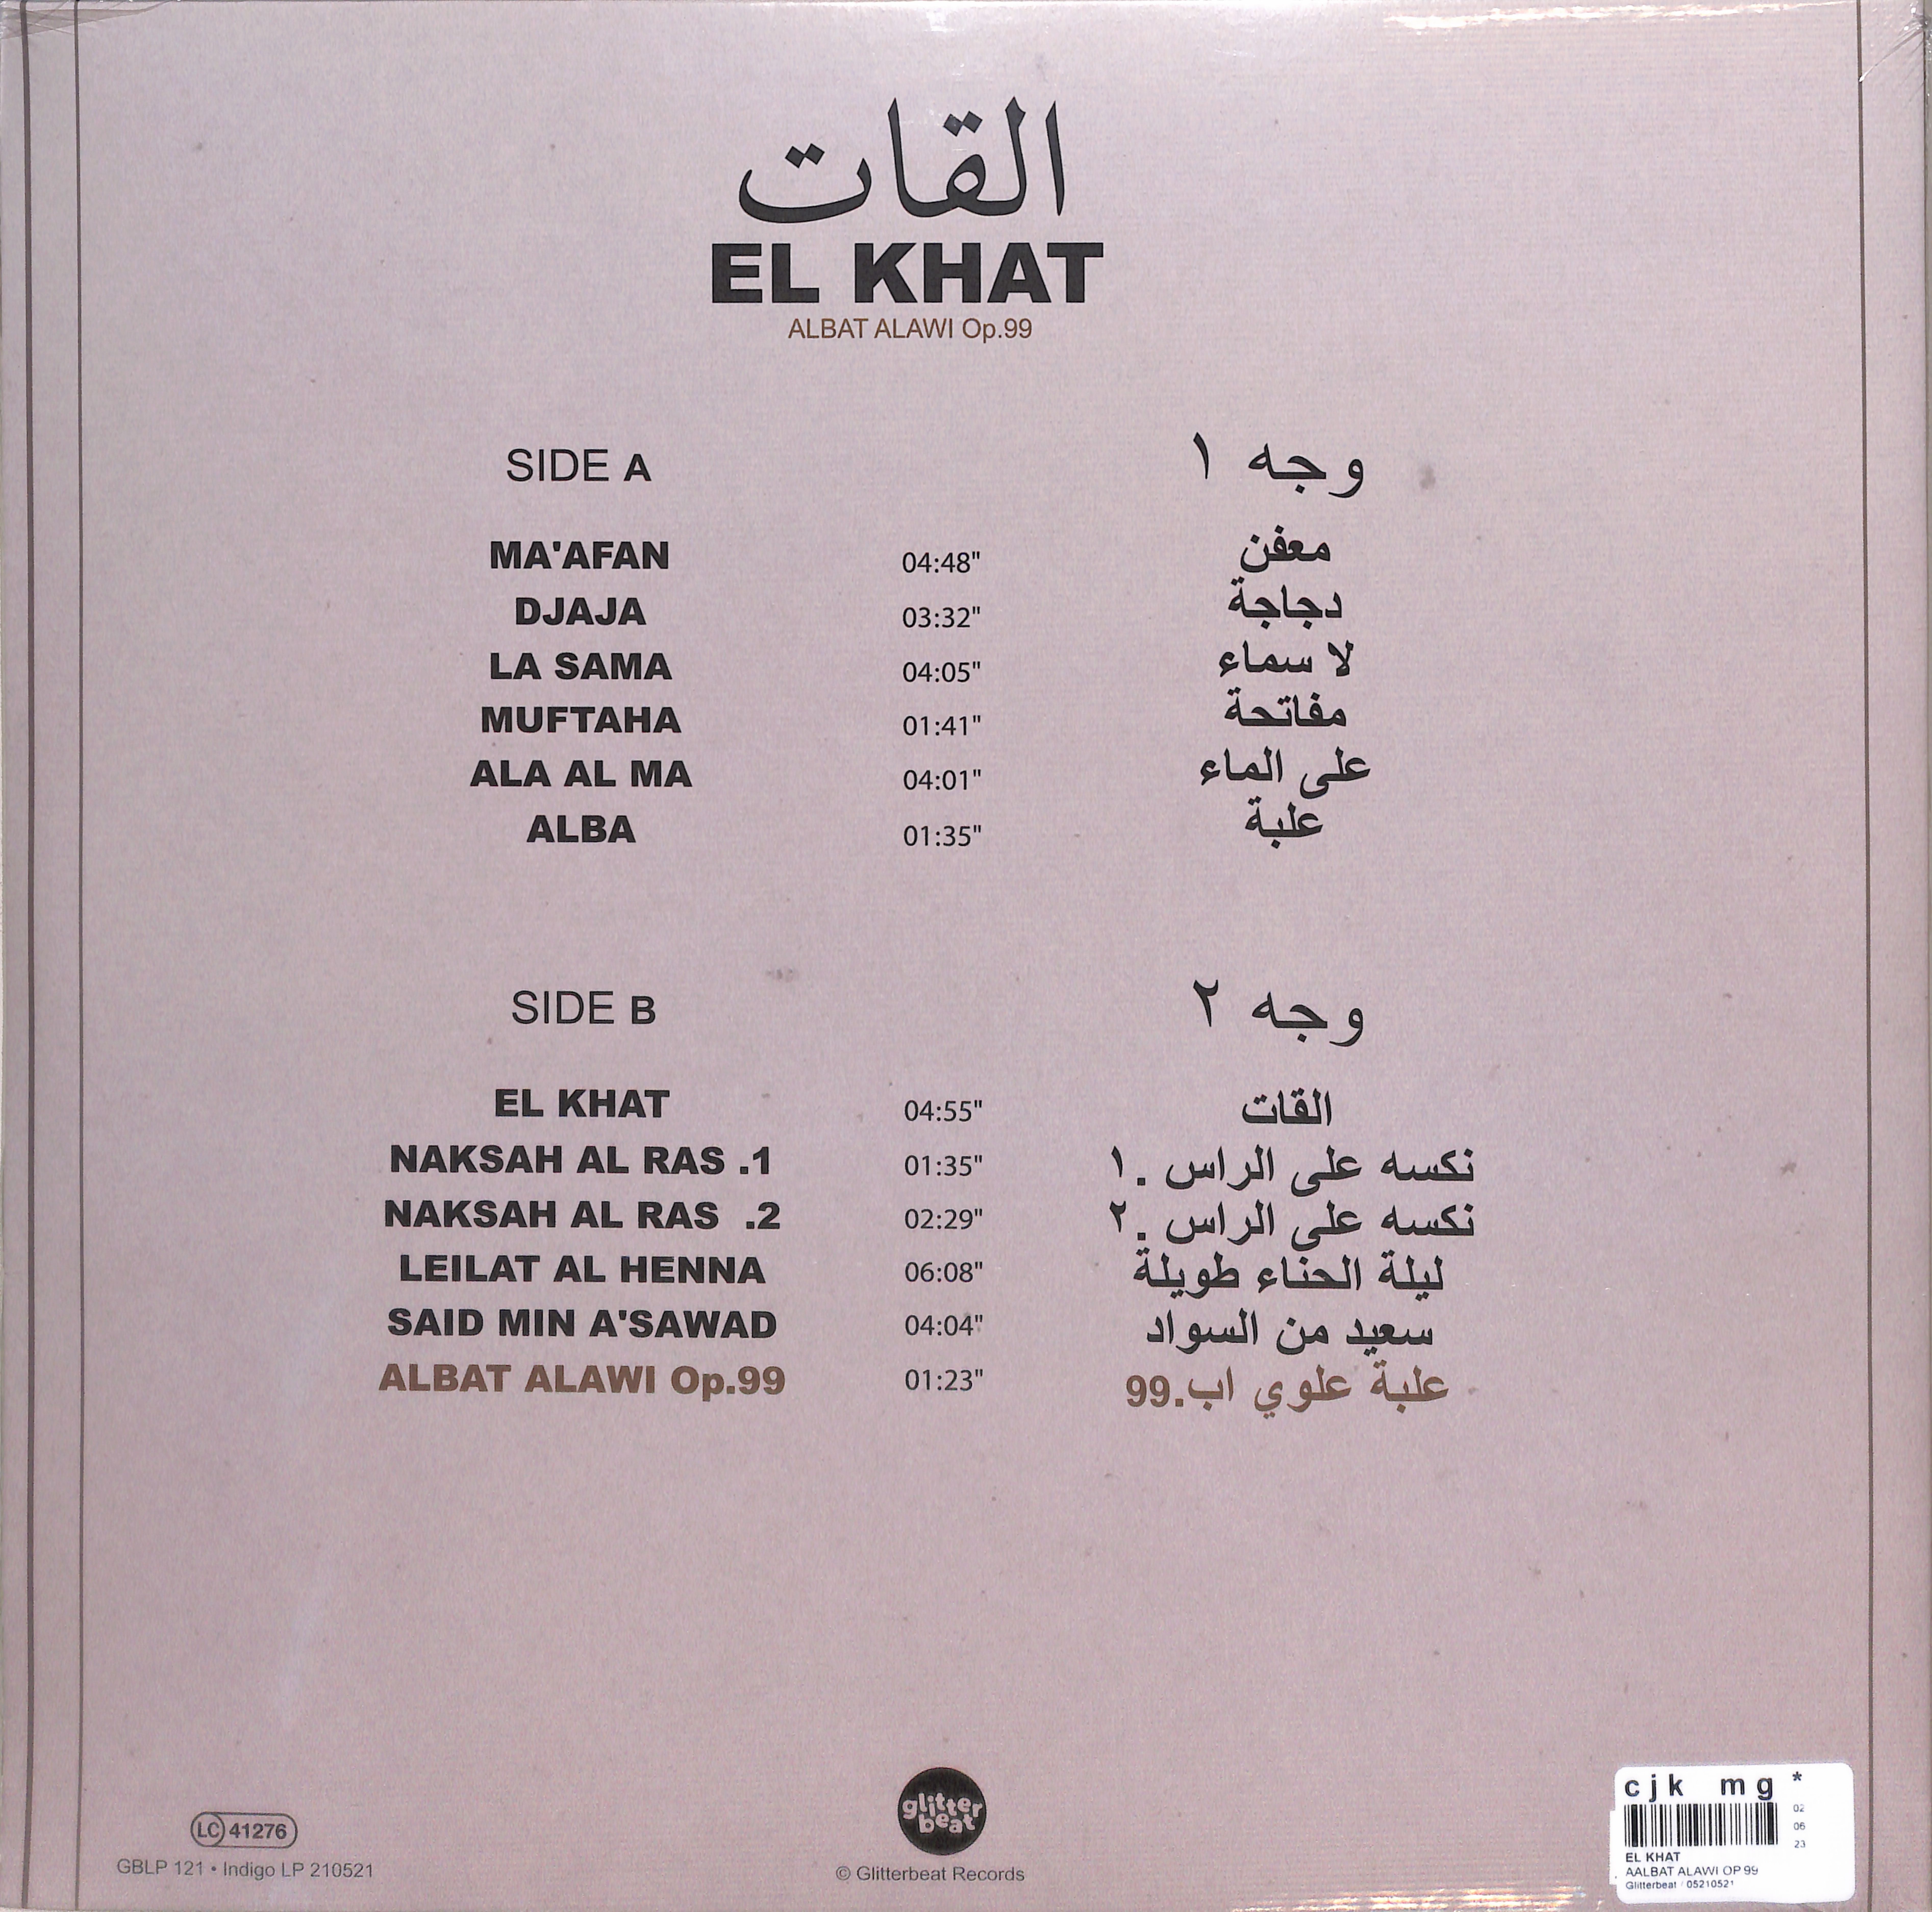 القات
EL KHAT
ALBAT ALAWI Op.99
SIDE A وجه ١
MA'AFAN 04:48" معفن
DJAJA 03:32" دجاجة
LA SAMA 04:05" لا سماء
MUFTAHA 01:41" مفاتحة
ALA AL MA 04:01" على الماء
ALBA 01:35" علبة
SIDE B وجه ٢
EL KHAT 04:55" القات
NAKSAH AL RAS .1 01:35" نكسه على الراس .١
NAKSAH AL RAS .2 02:29" نكسه على الراس .٢
LEILAT AL HENNA 06:08" ليلة الحناء طويلة
SAID MIN A'SAWAD 04:04" سعيد من السواد
ALBAT ALAWI Op.99 01:23" علبة علوي اب.99
LC 41276
GBLP 121 • Indigo LP 210521
glitter
beat
© Glitterbeat Records
cjk mg *
02
06
23
EL KHAT
AALBAT ALAWI OP 99
Glitterbeat / 05210521